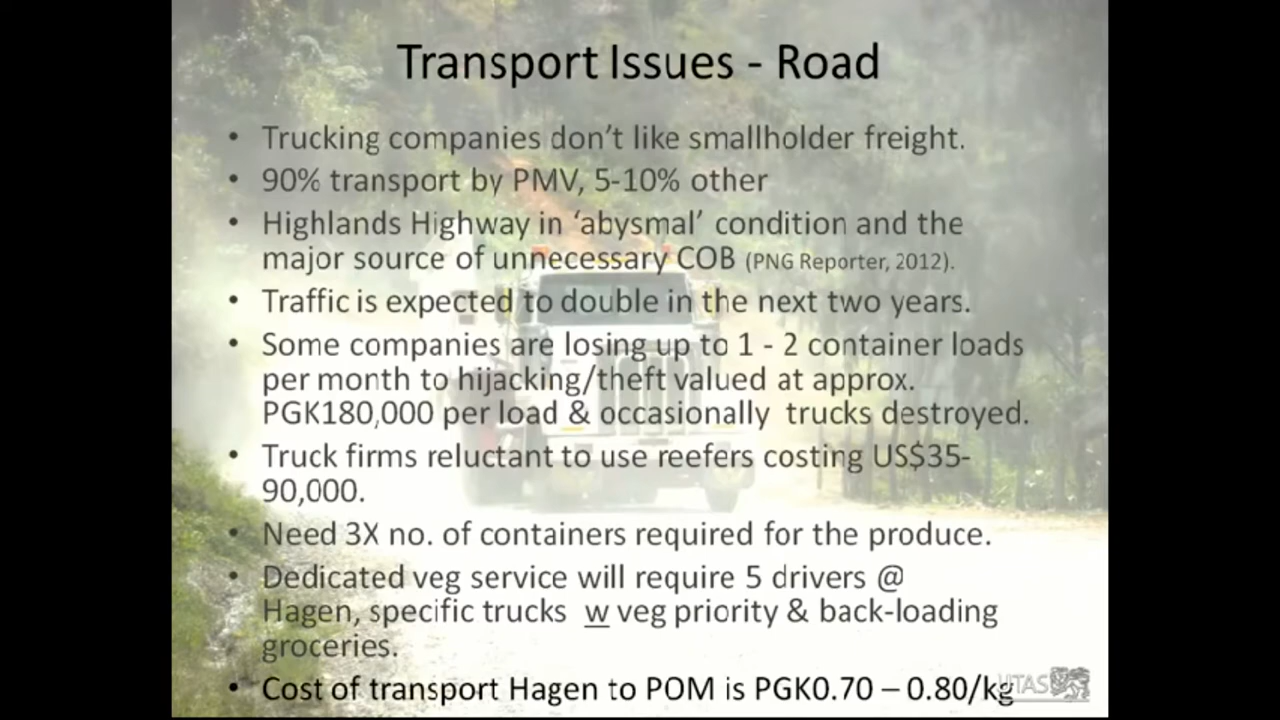 Transport Issues - Road
• Trucking companies don't like smallholder freight.
• 90% transport by PMV, 5-10% other
• Highlands Highway in 'abysmal' condition and the
major source of unnecessary COB (PNG Reporter, 2012).
• Traffic is expected to double in the next two years.
• Some companies are losing up to 1 - 2 container loads
per month to hijacking/theft valued at approx.
PGK180,000 per load & occasionally trucks destroyed.
• Truck firms reluctant to use reefers costing US$35-
90,000.
• Need 3X no. of containers required for the produce.
• Dedicated veg service will require 5 drivers @
Hagen, specific trucks w veg priority & back-loading
groceries.
• Cost of transport Hagen to POM is PGK0.70 – 0.80/kg
UTAS